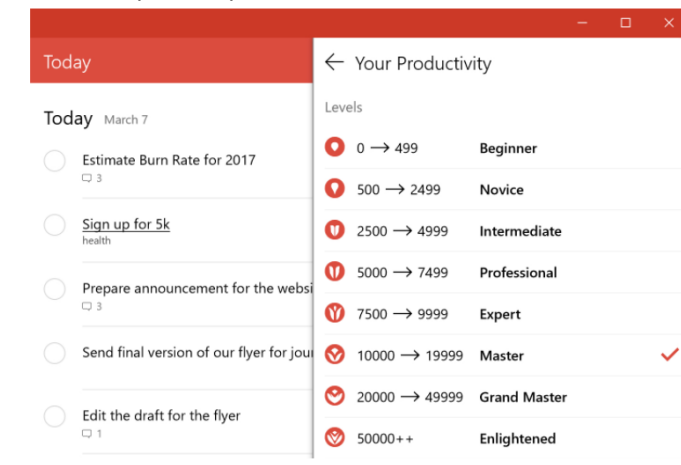 Today
Today March 7
Estimate Burn Rate for 2017
3
Sign up for 5k
health
Prepare announcement for the websi
3
Send final version of our flyer for jour
Edit the draft for the flyer
1
← Your Productivity
Levels
0 → 499 Beginner
500 → 2499 Novice
2500 → 4999 Intermediate
5000 → 7499 Professional
7500 → 9999 Expert
10000 → 19999 Master
20000 → 49999 Grand Master
50000++ Enlightened